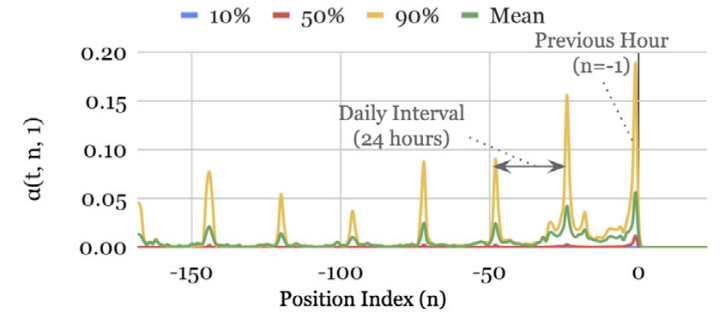 10% 50% 90% Mean
Previous Hour
(n=-1)
Daily Interval
(24 hours)
α(t, n, 1)
0.20
0.15
0.10
0.05
0.00
-150 -100 -50 0
Position Index (n)